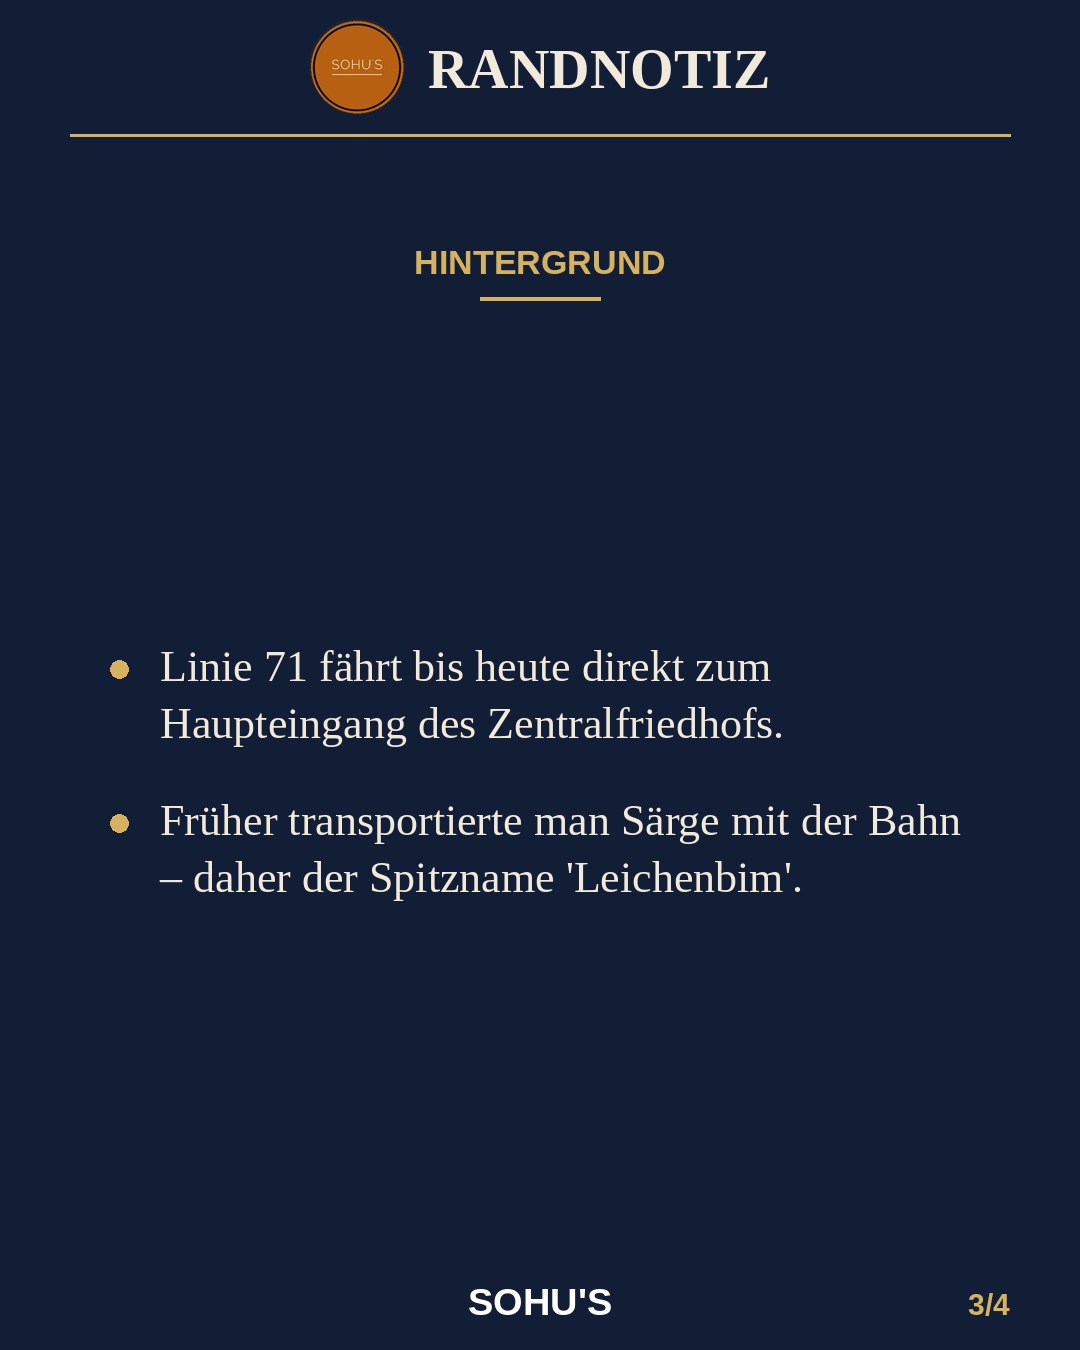 SOHU'S
RANDNOTIZ
HINTERGRUND
Linie 71 fährt bis heute direkt zum
Haupteingang des Zentralfriedhofs.
Früher transportierte man Särge mit der Bahn
– daher der Spitzname 'Leichenbim'.
SOHU'S
3/4